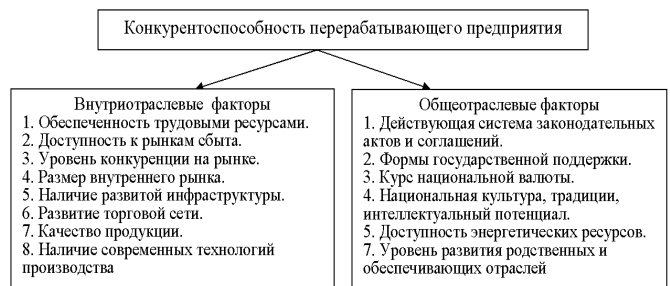 Конкурентоспособность перерабатывающего предприятия
Внутриотраслевые факторы
1. Обеспеченность трудовыми ресурсами.
2. Доступность к рынкам сбыта.
3. Уровень конкуренции на рынке.
4. Размер внутреннего рынка.
5. Наличие развитой инфраструктуры.
6. Развитие торговой сети.
7. Качество продукции.
8. Наличие современных технологий
производства
Общеотраслевые факторы
1. Действующая система законодательных
актов и соглашений.
2. Формы государственной поддержки.
3. Курс национальной валюты.
4. Национальная культура, традиции,
интеллектуальный потенциал.
5. Доступность энергетических ресурсов.
7. Уровень развития родственных и
обеспечивающих отраслей